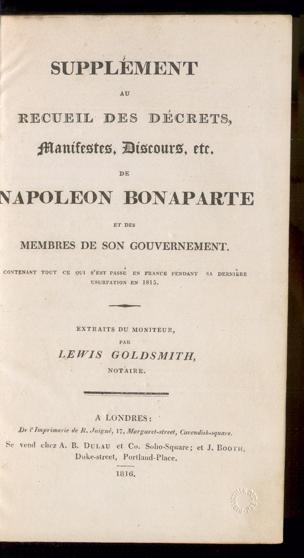 SUPPLÉMENT
AU
RECUEIL DES DÉCRETS,
Manifestes, Discours, etc.
DE
NAPOLEON BONAPARTE
ET DES
MEMBRES DE SON GOUVERNEMENT.
CONTENANT TOUT CE QUI S'EST PASSÉ EN FRANCE PENDANT SA DERNIÈRE
USURPATION EN 1815.
EXTRAITS DU MONITEUR,
PAR
LEWIS GOLDSMITH,
NOTAIRE.
A LONDRES:
De l'Imprimerie de R. Juigné, 17, Margaret-street, Cavendish-square.
Se vend chez A. B. DULAU et Co. Soho-Square; et J. BOOTH,
Duke-street, Portland-Place.
1816.